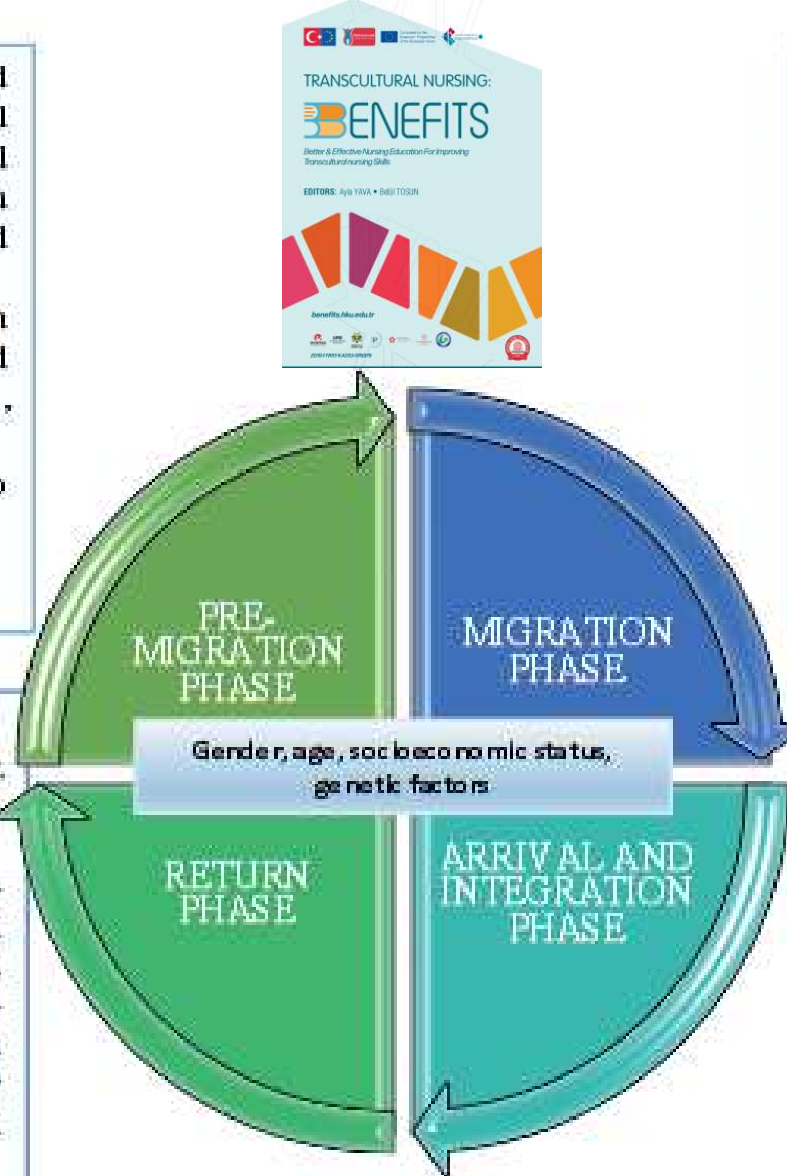 TRANSCULTURAL NURSING:
BENEFITS
Better & Effective Nursing Education For Improving
Transcultural nursing Skills
EDITORS: Ayla YAVA • Betül TOSUN
benefits.hku.edu.tr
PRE-
MIGRATION
PHASE
MIGRATION
PHASE
Gender, age, socioeconomic status,
genetic factors
RETURN
PHASE
ARRIVAL AND
INTEGRATION
PHASE